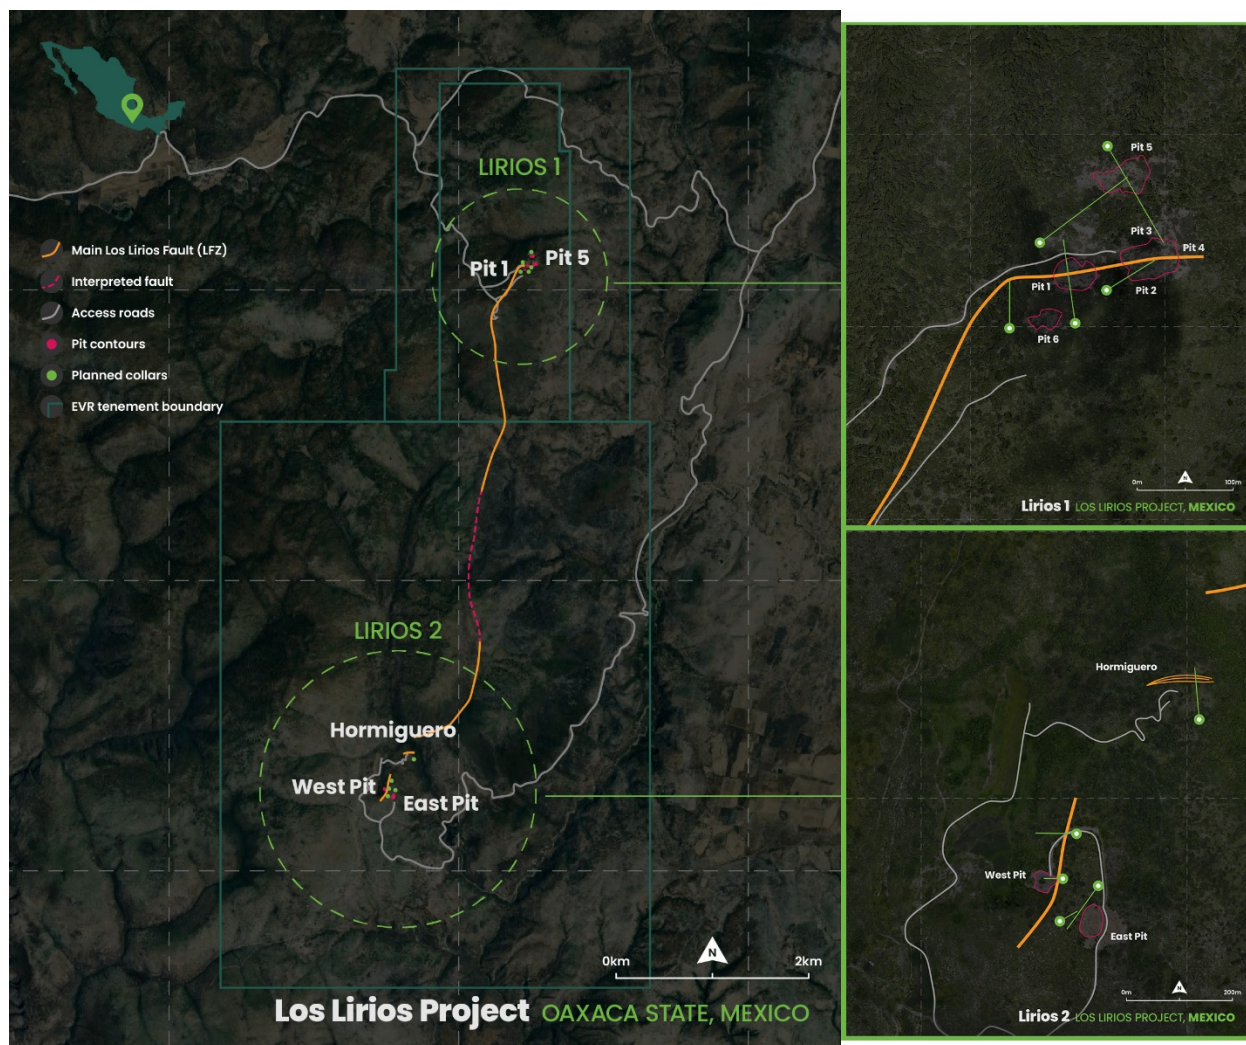 LIRIOS 1
Main Los Lirios Fault (LFZ)
Interpreted fault
Access roads
Pit contours
Planned collars
EVR tenement boundary
Pit 1
Pit 5
LIRIOS 2
Hormiguero
West Pit
East Pit
N
0km
2km
Los Lirios Project OAXACA STATE, MEXICO
Pit 5
Pit 3
Pit 4
Pit 1
Pit 2
Pit 6
N
0m
100m
Lirios 1 LOS LIRIOS PROJECT, MEXICO
Hormiguero
West Pit
East Pit
N
0m
200m
Lirios 2 LOS LIRIOS PROJECT, MEXICO